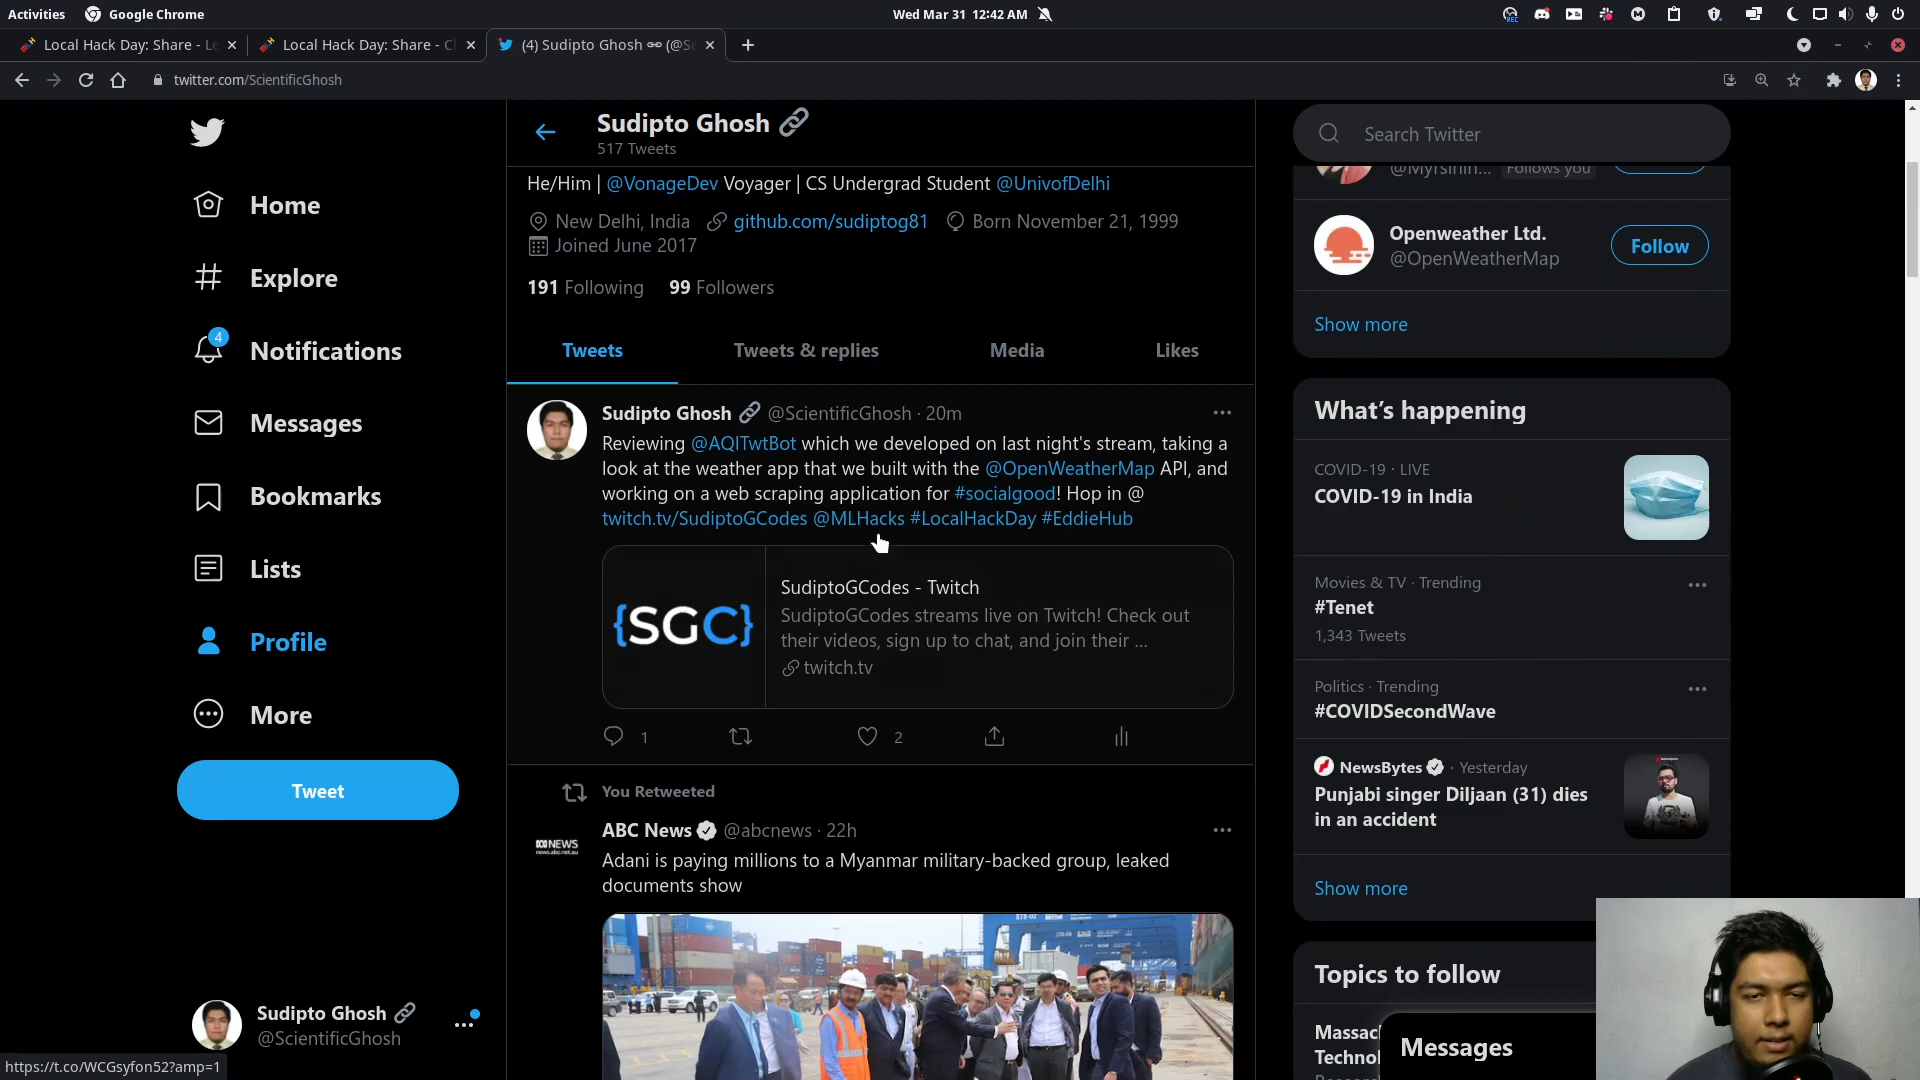 Activities Google Chrome Wed Mar 31 12:42 AM
Local Hack Day: Share - Local Hack Day: Share - (4) Sudipto Ghosh
twitter.com/ScientificGhosh
Sudipto Ghosh
517 Tweets
He/Him | @VonageDev Voyager | CS Undergrad Student @UnivofDelhi
New Delhi, India github.com/sudiptog81 Born November 21, 1999
Joined June 2017
191 Following 99 Followers
Tweets Tweets & replies Media Likes
Sudipto Ghosh @ScientificGhosh · 20m
Reviewing @AQITwtBot which we developed on last night's stream, taking a
look at the weather app that we built with the @OpenWeatherMap API, and
working on a web scraping application for #socialgood! Hop in @
twitch.tv/SudiptoGCodes @MLHacks #LocalHackDay #EddieHub
{SGC}
SudiptoGCodes - Twitch
SudiptoGCodes streams live on Twitch! Check out
their videos, sign up to chat, and join their ...
twitch.tv
1 2
You Retweeted
ABC News @abcnews · 22h
NEWS
Adani is paying millions to a Myanmar military-backed group, leaked
documents show
Home
Explore
4
Notifications
Messages
Bookmarks
Lists
Profile
More
Tweet
Sudipto Ghosh
@ScientificGhosh
https://t.co/WCGsyfon52?amp=1
Search Twitter
Follows you
Openweather Ltd.
@OpenWeatherMap
Follow
Show more
What's happening
COVID-19 · LIVE
COVID-19 in India
Movies & TV · Trending
#Tenet
1,343 Tweets
Politics · Trending
#COVIDSecondWave
NewsBytes · Yesterday
Punjabi singer Diljaan (31) dies
in an accident
Show more
Topics to follow
Messages